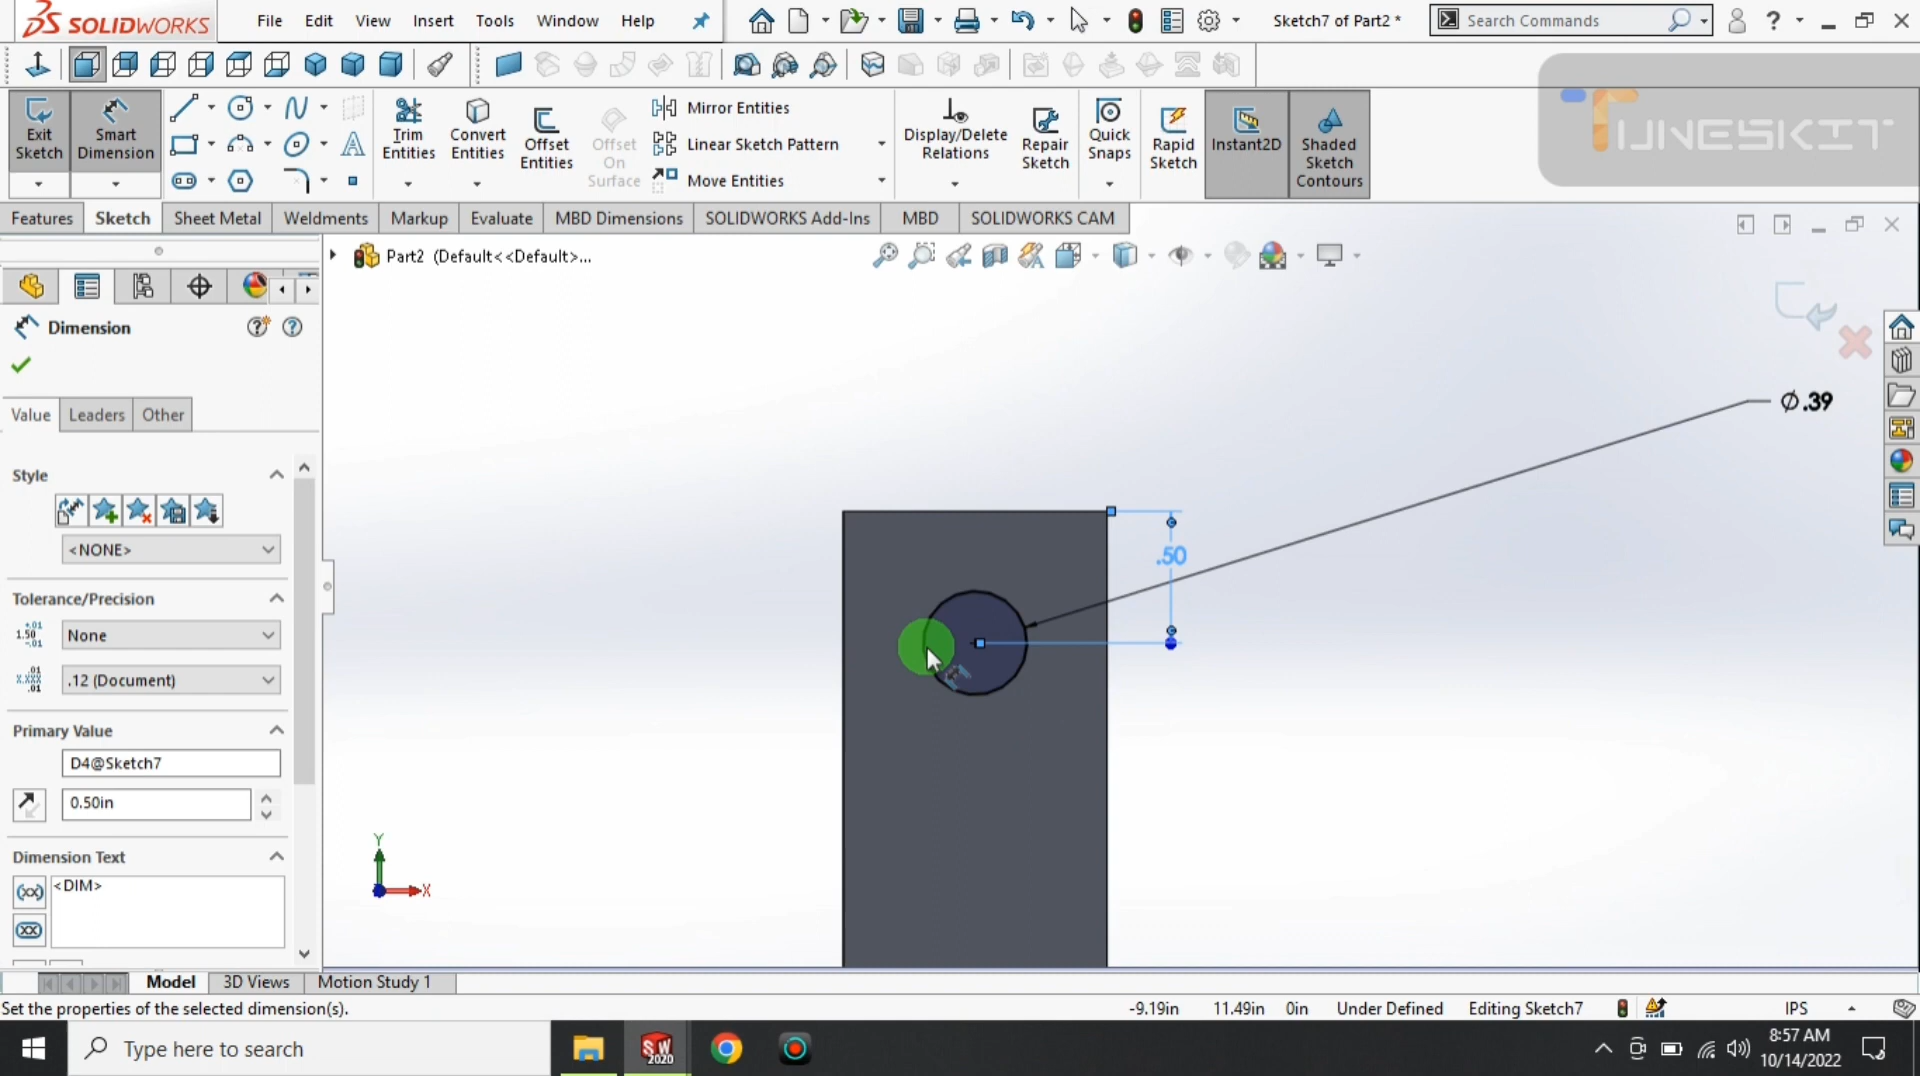 SOLIDWORKS File Edit View Insert Tools Window Help Sketch7 of Part2 * Search Commands ?
TUNESKIT
Exit Sketch
Smart Dimension
Trim Entities
Convert Entities
Offset Entities
Offset On Surface
Mirror Entities
Linear Sketch Pattern
Move Entities
Display/Delete Relations
Repair Sketch
Quick Snaps
Rapid Sketch
Instant2D
Shaded Sketch Contours
Features Sketch Sheet Metal Weldments Markup Evaluate MBD Dimensions SOLIDWORKS Add-Ins MBD SOLIDWORKS CAM
Part2 (Default<<Default>...
Dimension
Value Leaders Other
Style
<NONE>
Tolerance/Precision
None
.12 (Document)
Primary Value
D4@Sketch7
0.50in
Dimension Text
<DIM>
(xx)
(xx)
Ø.39
.50
Y
X
Model 3D Views Motion Study 1
Set the properties of the selected dimension(s). -9.19in 11.49in 0in Under Defined Editing Sketch7 IPS
Type here to search
SW
2020
8:57 AM
10/14/2022